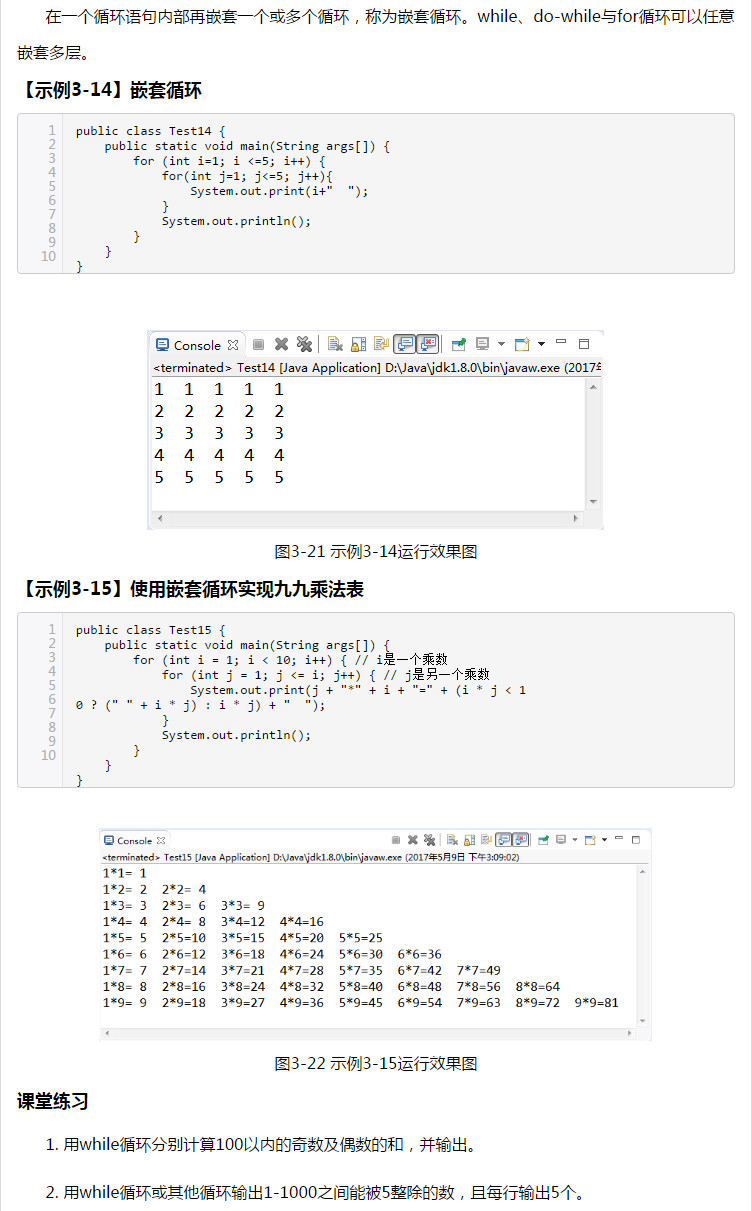 在一个循环语句内部再嵌套一个或多个循环，称为嵌套循环。while、do-while与for循环可以任意
嵌套多层。
【示例3-14】嵌套循环
1
2
3
4
5
6
7
8
9
10
public class Test14 {
    public static void main(String args[]) {
        for (int i=1; i <=5; i++) {
            for(int j=1; j<=5; j++){
                System.out.print(i+"  ");
            }
            System.out.println();
        }
    }
}
Console
<terminated> Test14 [Java Application] D:\Java\jdk1.8.0\bin\javaw.exe (2017年
1  1  1  1  1
2  2  2  2  2
3  3  3  3  3
4  4  4  4  4
5  5  5  5  5
图3-21 示例3-14运行效果图
【示例3-15】使用嵌套循环实现九九乘法表
1
2
3
4
5
6
7
8
9
10
public class Test15 {
    public static void main(String args[]) {
        for (int i = 1; i < 10; i++) { // i是一个乘数
            for (int j = 1; j <= i; j++) { // j是另一个乘数
                System.out.print(j + "*" + i + "=" + (i * j < 1
0 ? (" " + i * j) : i * j) + "  ");
            }
            System.out.println();
        }
    }
}
Console
<terminated> Test15 [Java Application] D:\Java\jdk1.8.0\bin\javaw.exe (2017年5月9日 下午3:09:02)
1*1= 1
1*2= 2  2*2= 4
1*3= 3  2*3= 6  3*3= 9
1*4= 4  2*4= 8  3*4=12  4*4=16
1*5= 5  2*5=10  3*5=15  4*5=20  5*5=25
1*6= 6  2*6=12  3*6=18  4*6=24  5*6=30  6*6=36
1*7= 7  2*7=14  3*7=21  4*7=28  5*7=35  6*7=42  7*7=49
1*8= 8  2*8=16  3*8=24  4*8=32  5*8=40  6*8=48  7*8=56  8*8=64
1*9= 9  2*9=18  3*9=27  4*9=36  5*9=45  6*9=54  7*9=63  8*9=72  9*9=81
图3-22 示例3-15运行效果图
课堂练习
1. 用while循环分别计算100以内的奇数及偶数的和，并输出。
2. 用while循环或其他循环输出1-1000之间能被5整除的数，且每行输出5个。